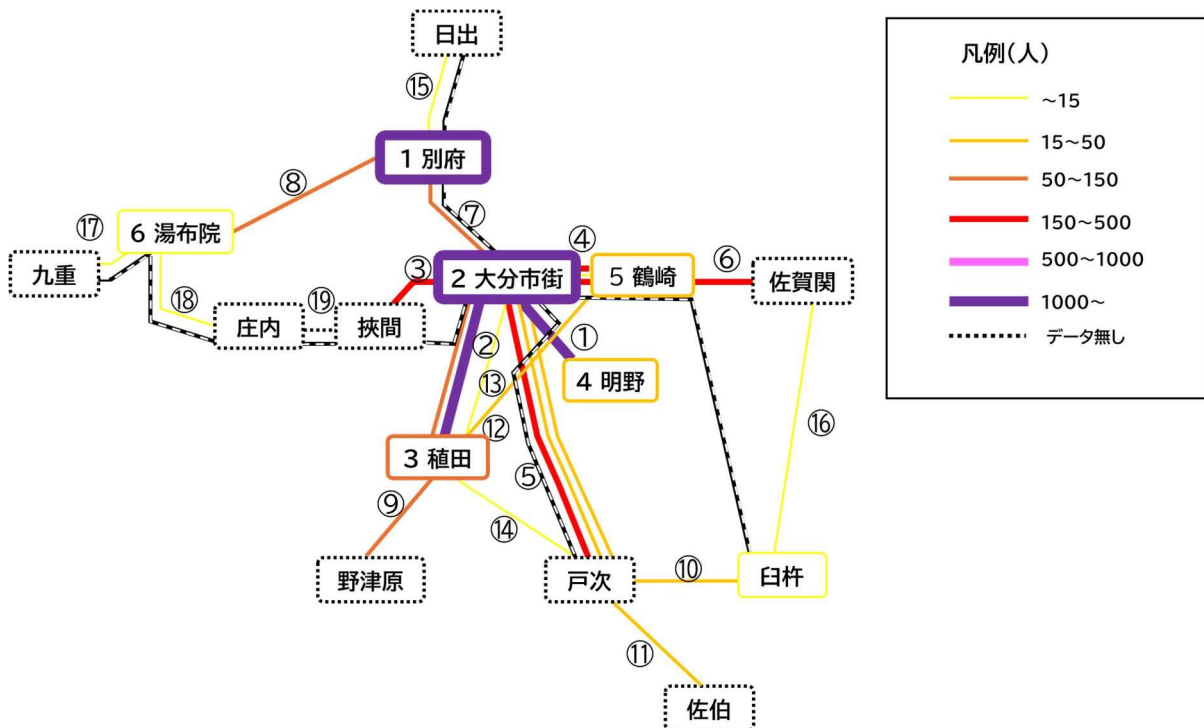 日出
⑮
1 別府
⑧
⑦
⑰
6 湯布院
九重
④
③
2 大分市街
5 鶴崎
⑥
佐賀関
⑱
⑲
庄内
挾間
②
①
⑬
4 明野
⑫
⑯
3 稙田
⑤
⑨
⑭
野津原
戸次
⑩
臼杵
⑪
佐伯
凡例(人)
~15
15~50
50~150
150~500
500~1000
1000~
データ無し